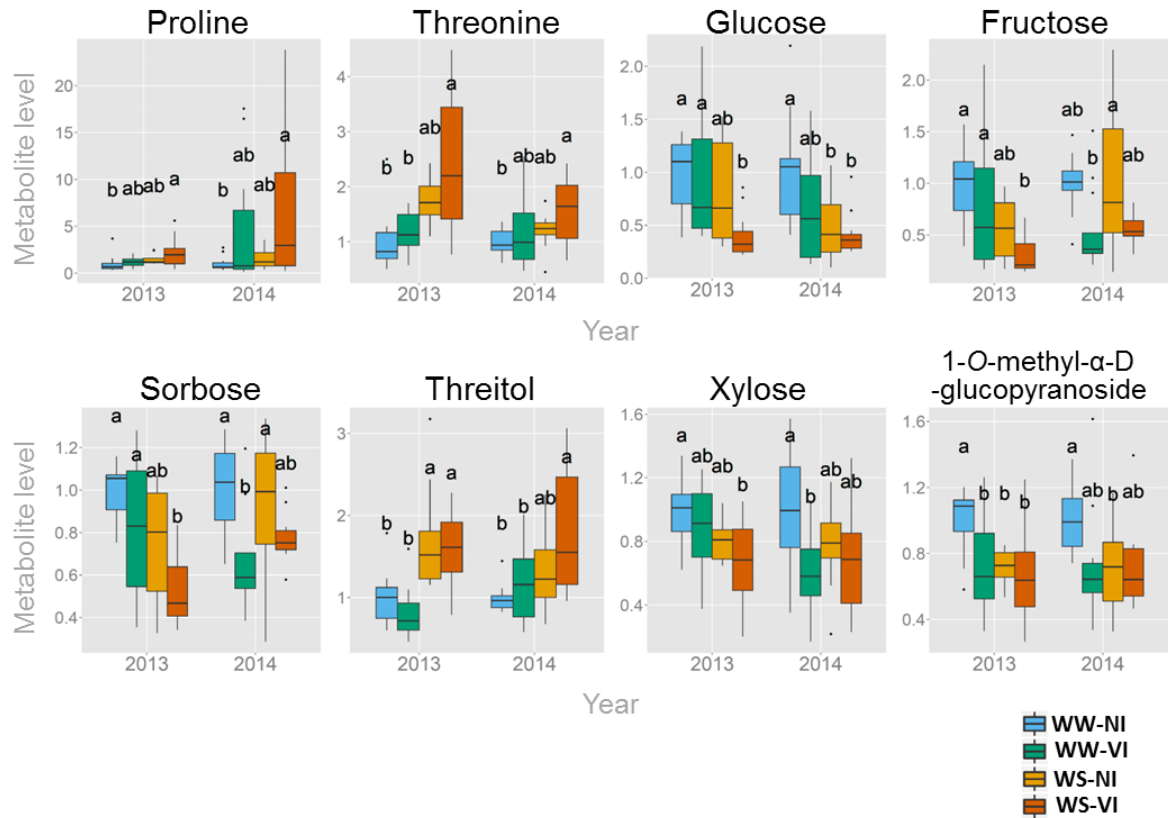 Proline Threonine Glucose Fructose
Metabolite level
20
15
10
5
0
b ab ab a b ab ab a
2013 2014
4
3
2
1
b b ab a b ab ab a
2013 2014
2.0
1.5
1.0
0.5
0.0
a a ab b a ab b b
2013 2014
2.0
1.5
1.0
0.5
a a ab b ab b a ab
2013 2014
Year
1-O-methyl-α-D
Sorbose Threitol Xylose -glucopyranoside
Metabolite level
1.2
1.0
0.8
0.6
0.4
a a ab b a b a ab
2013 2014
3
2
1
b b a a b b ab a
2013 2014
1.6
1.2
0.8
0.4
a ab ab b a b ab ab
2013 2014
1.6
1.2
0.8
0.4
a b b b a ab b ab
2013 2014
Year
WW-NI
WW-VI
WS-NI
WS-VI